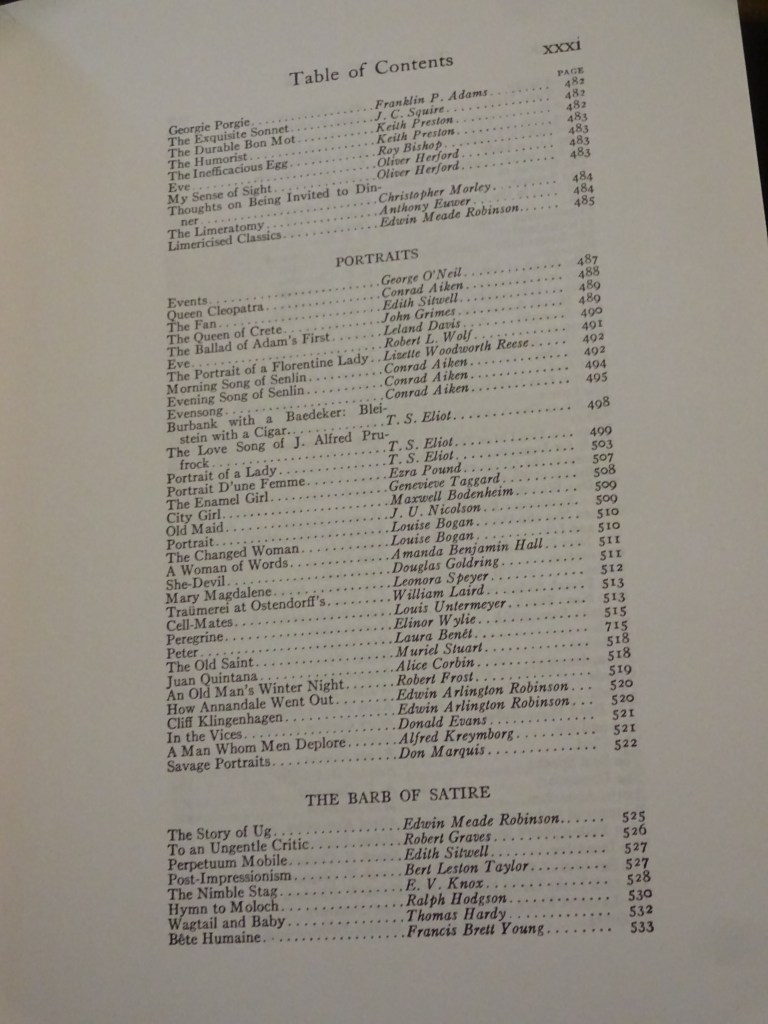 Table of Contents xxxi
PAGE
Georgie Porgie....................Franklin P. Adams.......... 482
The Exquisite Sonnet..............J. C. Squire............... 482
The Durable Bon Mot...............Keith Preston.............. 482
The Humorist......................Keith Preston.............. 483
The Inefficacious Egg.............Roy Bishop................. 483
Eve...............................Oliver Herford............. 483
My Sense of Sight.................Oliver Herford............. 483
Thoughts on Being Invited to Din-
ner...............................Christopher Morley......... 484
The Limeratomy....................Anthony Euwer.............. 484
Limericised Classics..............Edwin Meade Robinson....... 485
PORTRAITS
Events............................George O'Neil.............. 487
Queen Cleopatra...................Conrad Aiken............... 488
The Fan...........................Edith Sitwell.............. 489
The Queen of Crete................John Grimes................ 489
The Ballad of Adam's First........Leland Davis............... 490
Eve...............................Robert L. Wolf............. 491
The Portrait of a Florentine Lady..Lizette Woodworth Reese..... 492
Morning Song of Senlin............Conrad Aiken............... 492
Evening Song of Senlin............Conrad Aiken............... 494
Evensong..........................Conrad Aiken............... 495
Burbank with a Baedeker: Blei-
stein with a Cigar................T. S. Eliot................ 498
The Love Song of J. Alfred Pru-
frock.............................T. S. Eliot................ 499
Portrait of a Lady................T. S. Eliot................ 503
Portrait D'une Femme..............Ezra Pound................. 507
The Enamel Girl...................Genevieve Taggard.......... 508
City Girl.........................Maxwell Bodenheim.......... 509
Old Maid..........................J. U. Nicolson............. 509
Portrait..........................Louise Bogan............... 510
The Changed Woman.................Louise Bogan............... 510
A Woman of Words..................Amanda Benjamin Hall....... 511
She-Devil.........................Douglas Goldring........... 511
Mary Magdalene....................Leonora Speyer............. 512
Traümerei at Ostendorff's.........William Laird.............. 513
Cell-Mates........................Louis Untermeyer........... 513
Peregrine.........................Elinor Wylie............... 515
Peter.............................Laura Benét................ 715
The Old Saint.....................Muriel Stuart.............. 518
Juan Quintana.....................Alice Corbin............... 518
An Old Man's Winter Night.........Robert Frost............... 519
How Annandale Went Out............Edwin Arlington Robinson... 520
Cliff Klingenhagen................Edwin Arlington Robinson... 520
In the Vices......................Donald Evans............... 521
A Man Whom Men Deplore............Alfred Kreymborg........... 521
Savage Portraits..................Don Marquis................ 522
THE BARB OF SATIRE
The Story of Ug...................Edwin Meade Robinson....... 525
To an Ungentle Critic.............Robert Graves.............. 526
Perpetuum Mobile..................Edith Sitwell.............. 527
Post-Impressionism................Bert Leston Taylor......... 527
The Nimble Stag...................E. V. Knox................. 528
Hymn to Moloch....................Ralph Hodgson.............. 530
Wagtail and Baby..................Thomas Hardy............... 532
Bête Humaine......................Francis Brett Young........ 533